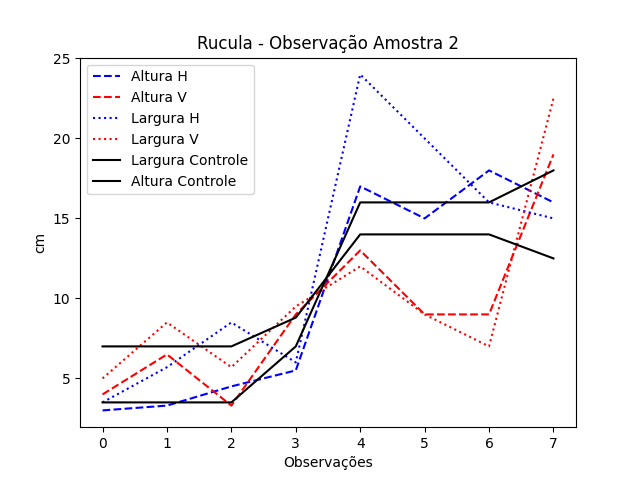 Rucula - Observação Amostra 2
Altura H
Altura V
Largura H
Largura V
Largura Controle
Altura Controle
25
20
15
10
5
cm
0 1 2 3 4 5 6 7
Observações